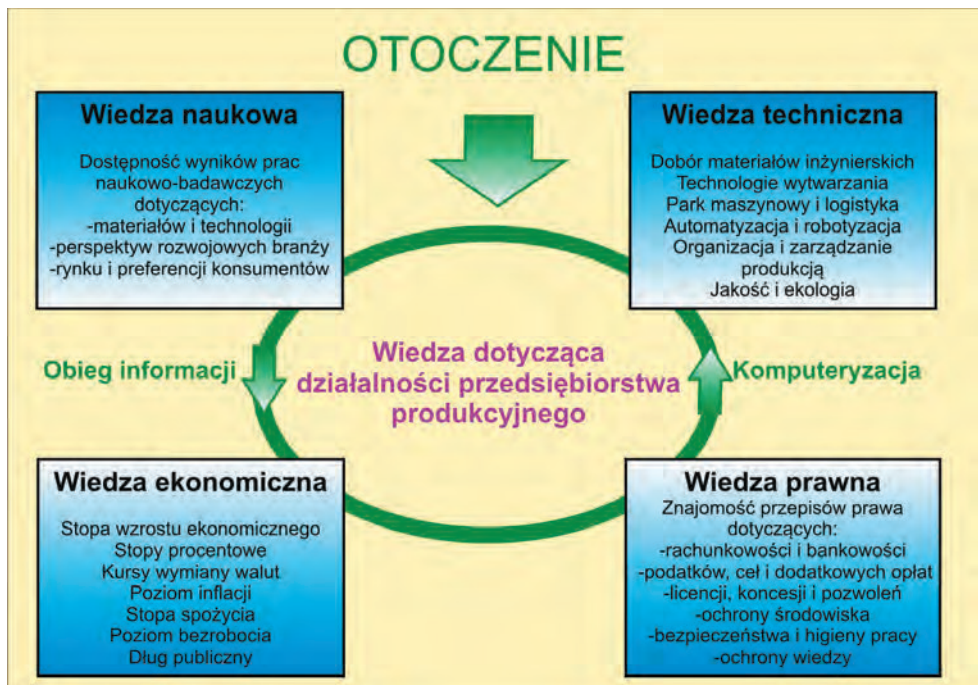 OTOCZENIE
Wiedza naukowa
Dostępność wyników prac
naukowo-badawczych
dotyczących:
-materiałów i technologii
-perspektyw rozwojowych branży
-rynku i preferencji konsumentów
Wiedza techniczna
Dobór materiałów inżynierskich
Technologie wytwarzania
Park maszynowy i logistyka
Automatyzacja i robotyzacja
Organizacja i zarządzanie
produkcją
Jakość i ekologia
Obieg informacji
Wiedza dotycząca
działalności przedsiębiorstwa
produkcyjnego
Komputeryzacja
Wiedza ekonomiczna
Stopa wzrostu ekonomicznego
Stopy procentowe
Kursy wymiany walut
Poziom inflacji
Stopa spożycia
Poziom bezrobocia
Dług publiczny
Wiedza prawna
Znajomość przepisów prawa
dotyczących:
-rachunkowości i bankowości
-podatków, ceł i dodatkowych opłat
-licencji, koncesji i pozwoleń
-ochrony środowiska
-bezpieczeństwa i higieny pracy
-ochrony wiedzy